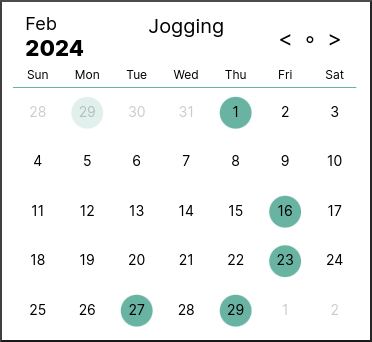 Feb
2024
Jogging
< ∘ >
Sun Mon Tue Wed Thu Fri Sat
28 29 30 31 1 2 3
4 5 6 7 8 9 10
11 12 13 14 15 16 17
18 19 20 21 22 23 24
25 26 27 28 29 1 2